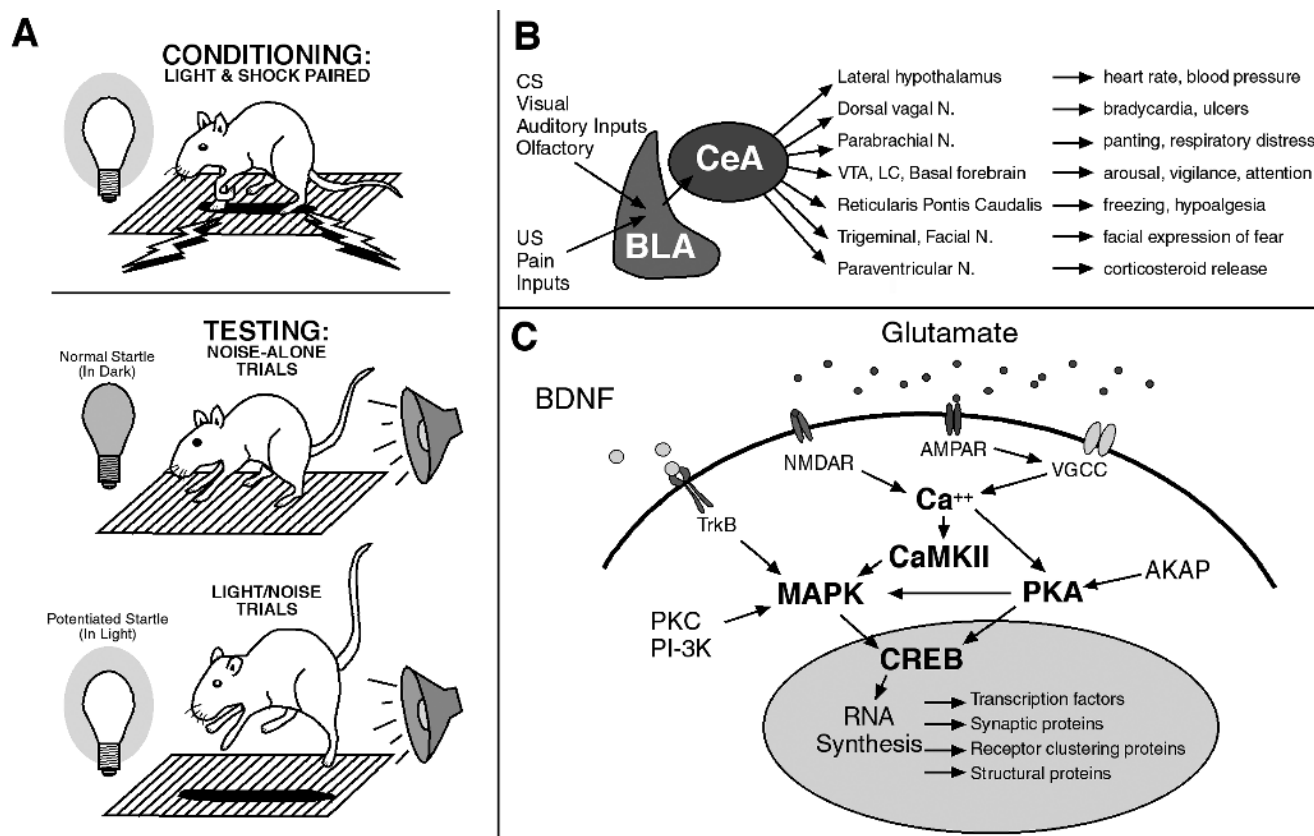 A
CONDITIONING:
LIGHT & SHOCK PAIRED
TESTING:
NOISE-ALONE
TRIALS
Normal Startle
(In Dark)
LIGHT/NOISE
TRIALS
Potentiated Startle
(In Light)
B
CS
Visual
Auditory Inputs
Olfactory
US
Pain
Inputs
BLA
CeA
Lateral hypothalamus
heart rate, blood pressure
Dorsal vagal N.
bradycardia, ulcers
Parabrachial N.
panting, respiratory distress
VTA, LC, Basal forebrain
arousal, vigilance, attention
Reticularis Pontis Caudalis
freezing, hypoalgesia
Trigeminal, Facial N.
facial expression of fear
Paraventricular N.
corticosteroid release
C
Glutamate
BDNF
NMDAR
AMPAR
VGCC
TrkB
Ca++
CaMKII
MAPK
PKA
AKAP
PKC
PI-3K
CREB
RNA
Synthesis
Transcription factors
Synaptic proteins
Receptor clustering proteins
Structural proteins